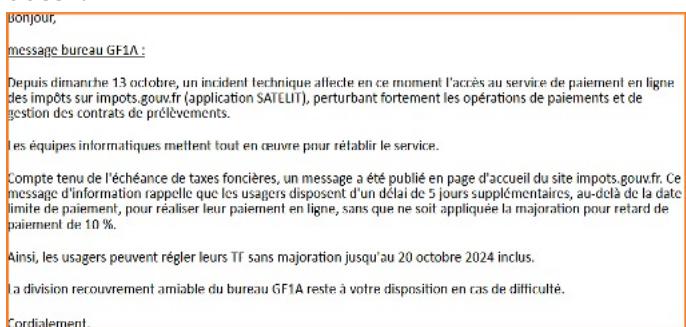 Bonjour,
message bureau GF1A :
Depuis dimanche 13 octobre, un incident technique affecte en ce moment l'accès au service de paiement en ligne
des impôts sur impots.gouv.fr (application SATELIT), perturbant fortement les opérations de paiements et de
gestion des contrats de prélèvements.
Les équipes informatiques mettent tout en œuvre pour rétablir le service.
Compte tenu de l'échéance de taxes foncières, un message a été publié en page d'accueil du site impots.gouv.fr. Ce
message d'information rappelle que les usagers disposent d'un délai de 5 jours supplémentaires, au-delà de la date
limite de paiement, pour réaliser leur paiement en ligne, sans que ne soit appliquée la majoration pour retard de
paiement de 10 %.
Ainsi, les usagers peuvent régler leurs TF sans majoration jusqu'au 20 octobre 2024 inclus.
La division recouvrement amiable du bureau GF1A reste à votre disposition en cas de difficulté.
Cordialement.